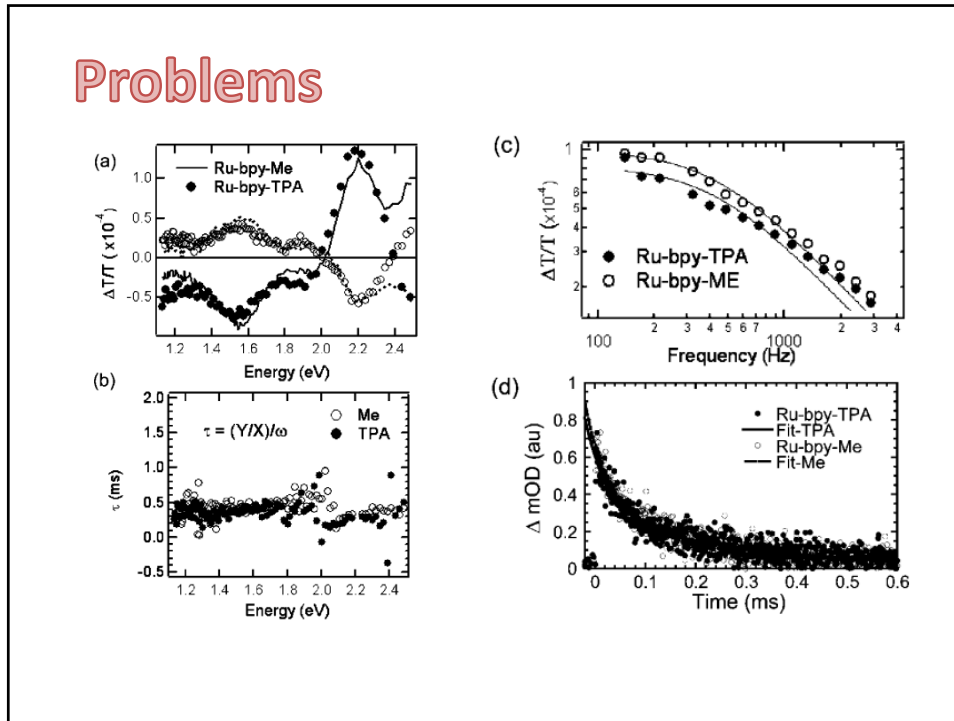 Problems
(a)
Ru-bpy-Me
Ru-bpy-TPA
ΔT/T (x10⁻⁴)
1.0
0.5
0.0
-0.5
1.2 1.4 1.6 1.8 2.0 2.2 2.4
Energy (eV)
(b)
2.0
1.5
1.0
0.5
0.0
-0.5
τ = (Y/X)/ω
Me
TPA
τ (ms)
1.2 1.4 1.6 1.8 2.0 2.2 2.4
Energy (eV)
(c)
ΔT/T (x10⁻⁴)
1
6
4
2
Ru-bpy-TPA
Ru-bpy-ME
100 2 3 4 5 6 7 1000 2 3 4
Frequency (Hz)
(d)
Δ mOD (au)
1
0.8
0.6
0.4
0.2
0
Ru-bpy-TPA
Fit-TPA
Ru-bpy-Me
Fit-Me
0 0.1 0.2 0.3 0.4 0.5 0.6
Time (ms)